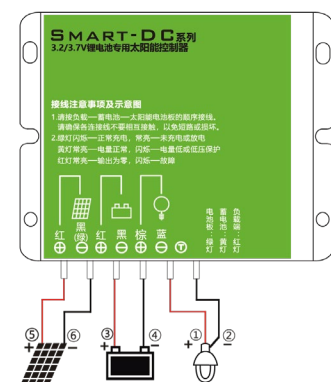 SMART-DC系列
3.2/3.7V锂电池专用太阳能控制器
接线注意事项及示意图
1.请接负载—蓄电池—太阳能电池板的顺序接线。
请确保各连接线不要相互接触，以免短路或损坏。
2.绿灯闪烁—正常充电，常亮—未充电或放电
黄灯常亮—电量正常，闪烁—电量低或低压保护
红灯常亮—输出为零，闪烁—故障
红 黑(绿) 红 黑 棕 蓝
⊕ ⊖ ⊕ ⊖ ⊕ ⊖ T
负载端：红灯
蓄电池：黄灯
电池板：绿灯
⑤ ⑥ ③ ④ ① ②
+ − + − + −